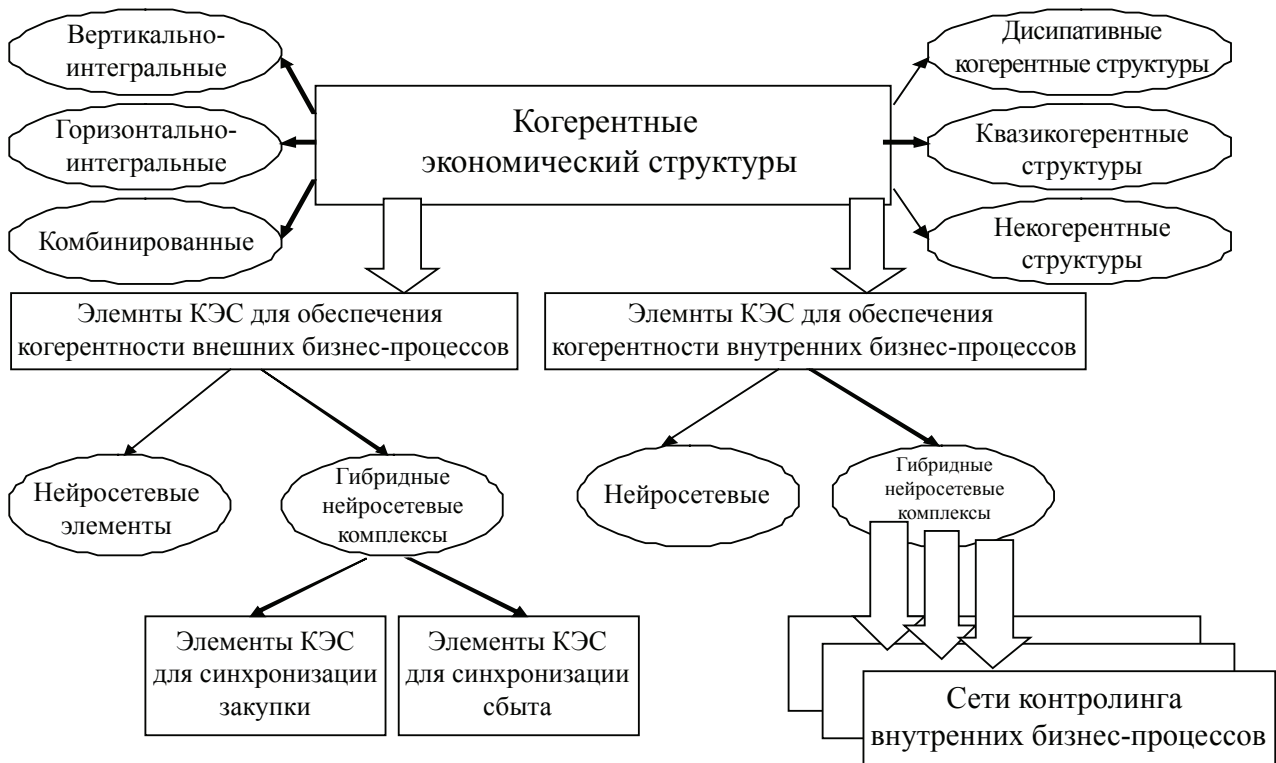 Вертикально-
интегральные
Горизонтально-
интегральные
Комбинированные
Когерентные
экономический структуры
Дисипативные
когерентные структуры
Квазикогерентные
структуры
Некогерентные
структуры
Элемнты КЭС для обеспечения
когерентности внешних бизнес-процессов
Элемнты КЭС для обеспечения
когерентности внутренних бизнес-процессов
Нейросетевые
элементы
Гибридные
нейросетевые
комплексы
Нейросетевые
Гибридные
нейросетевые
комплексы
Элементы КЭС
для синхронизации
закупки
Элементы КЭС
для синхронизации
сбыта
Сети контролинга
внутренних бизнес-процессов